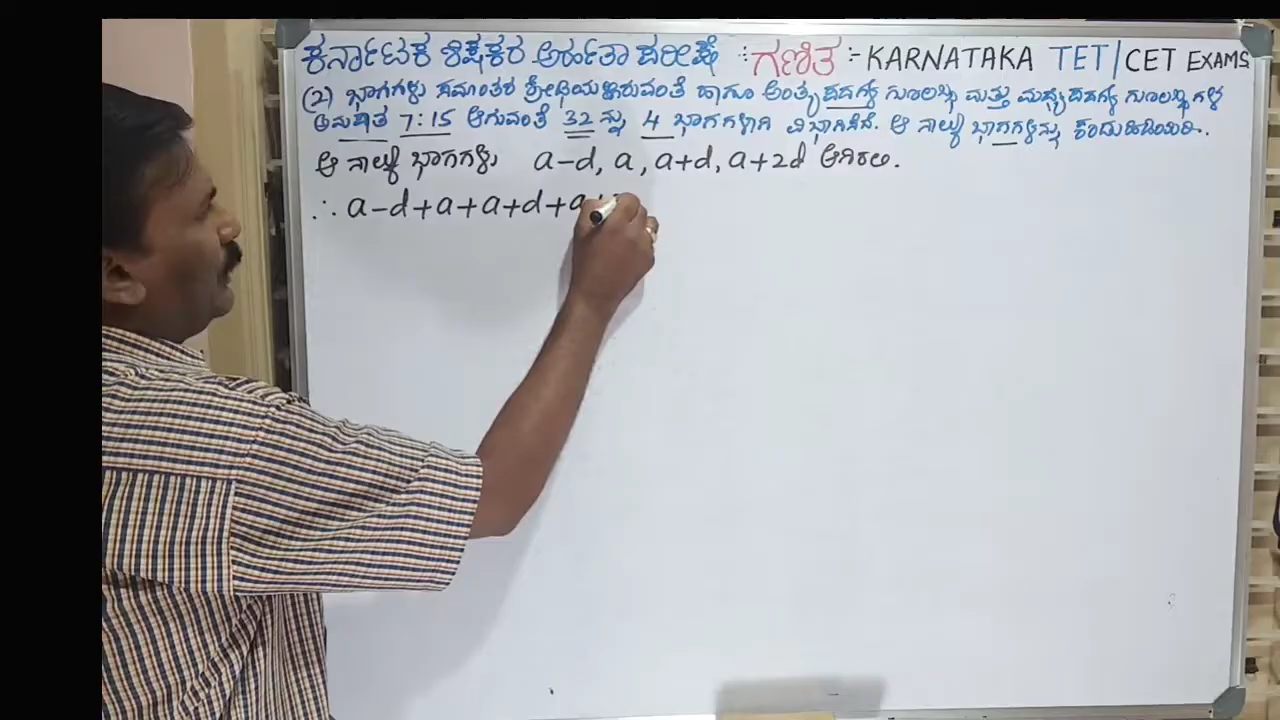 ಕರ್ನಾಟಕ ಶಿಕ್ಷಕರ ಅರ್ಹತಾ ಪರೀಕ್ಷೆ :- ಗಣಿತ :- KARNATAKA TET/CET EXAMS
(2) ಭಾಗಗಳು ಸಮಾಂತರ ಶ್ರೇಢಿಯಲ್ಲಿರುವಂತೆ ಹಾಗೂ ಅಂತ್ಯಪದಗಳ ಗುಣಲಬ್ಧ ಮತ್ತು ಮಧ್ಯಪದಗಳ ಗುಣಲಬ್ಧಗಳ
ಅನುಪಾತ 7:15 ಆಗುವಂತೆ 32ನ್ನು 4 ಭಾಗಗಳಾಗಿ ವಿಭಾಗಿಸಿದೆ. ಆ ನಾಲ್ಕು ಭಾಗಗಳನ್ನು ಕಂಡುಹಿಡಿಯಿರಿ.
ಆ ನಾಲ್ಕು ಭಾಗಗಳು a-d, a, a+d, a+2d ಆಗಿರಲಿ.
∴ a-d+a+a+d+a+